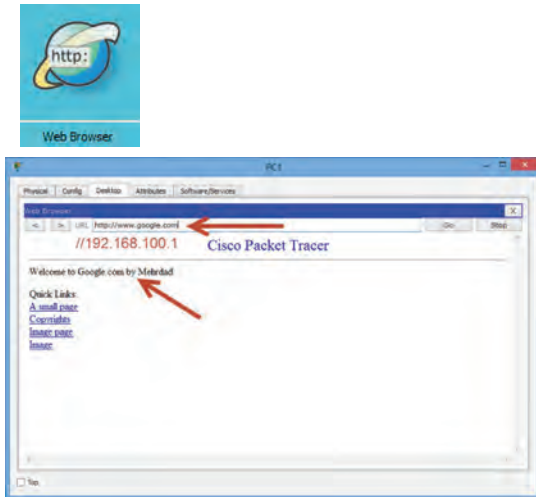 http:
Web Browser
PC1
Physical Config Desktop Attributes Software/Services
Web Browser X
< > URL http://www.google.com Go Stop
//192.168.100.1 Cisco Packet Tracer
Welcome to Google.com by Mehrdad
Quick Links:
A small page
Copyrights
Image page
Image
Top